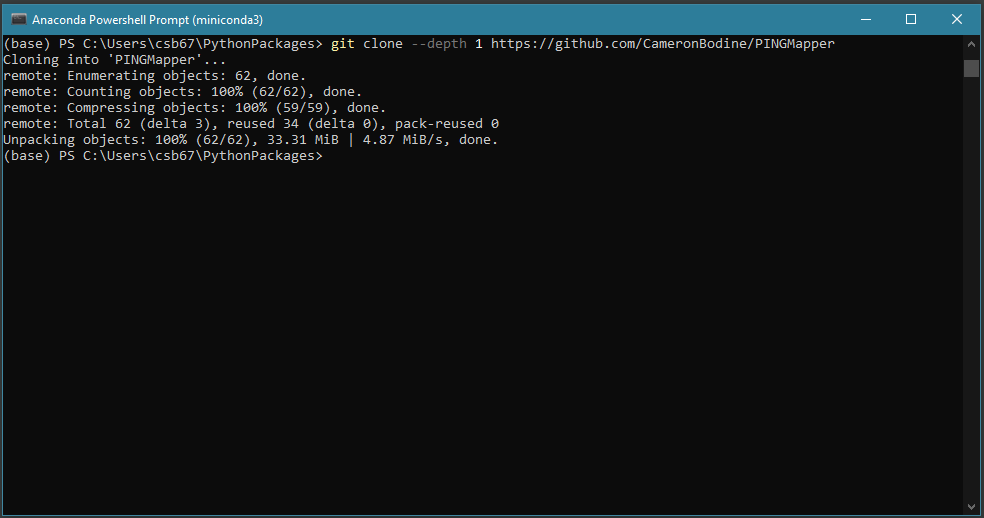 Anaconda Powershell Prompt (miniconda3)
(base) PS C:\Users\csb67\PythonPackages> git clone --depth 1 https://github.com/CameronBodine/PINGMapper
Cloning into 'PINGMapper'...
remote: Enumerating objects: 62, done.
remote: Counting objects: 100% (62/62), done.
remote: Compressing objects: 100% (59/59), done.
remote: Total 62 (delta 3), reused 34 (delta 0), pack-reused 0
Unpacking objects: 100% (62/62), 33.31 MiB | 4.87 MiB/s, done.
(base) PS C:\Users\csb67\PythonPackages>